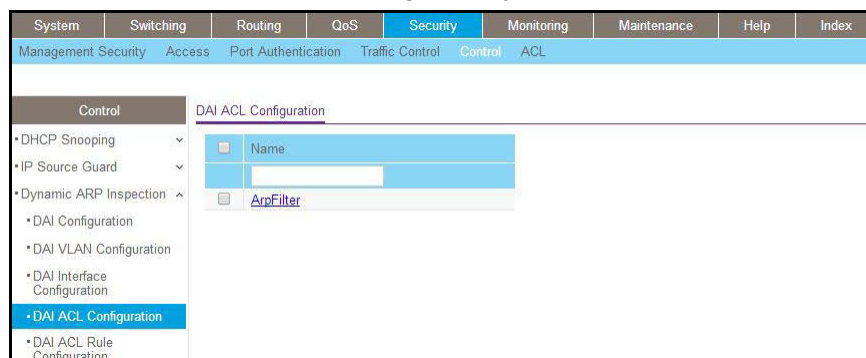 System Switching Routing QoS Security Monitoring Maintenance Help Index
Management Security Access Port Authentication Traffic Control Control ACL
Control
DAI ACL Configuration
DHCP Snooping
IP Source Guard
Dynamic ARP Inspection
DAI Configuration
DAI VLAN Configuration
DAI Interface
Configuration
DAI ACL Configuration
DAI ACL Rule
Configuration
Name
ArpFilter